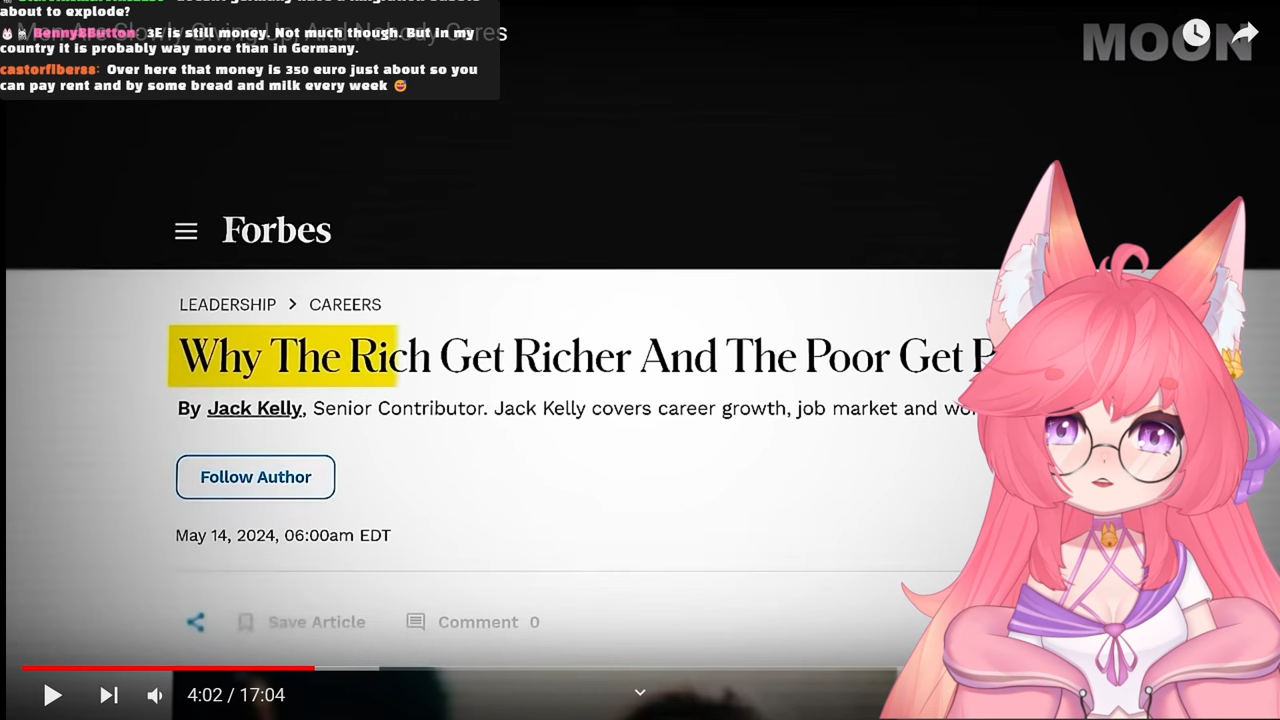 about to explode?
Benny8Button: 3E is still money. Not much though. But in my
country it is probably way more than in Germany.
castorfiber88: Over here that money is 350 euro just about so you
can pay rent and by some bread and milk every week
MOON
Forbes
LEADERSHIP > CAREERS
Why The Rich Get Richer And The Poor Get P
By Jack Kelly, Senior Contributor. Jack Kelly covers career growth, job market and wor
Follow Author
May 14, 2024, 06:00am EDT
Save Article
Comment 0
4:02 / 17:04